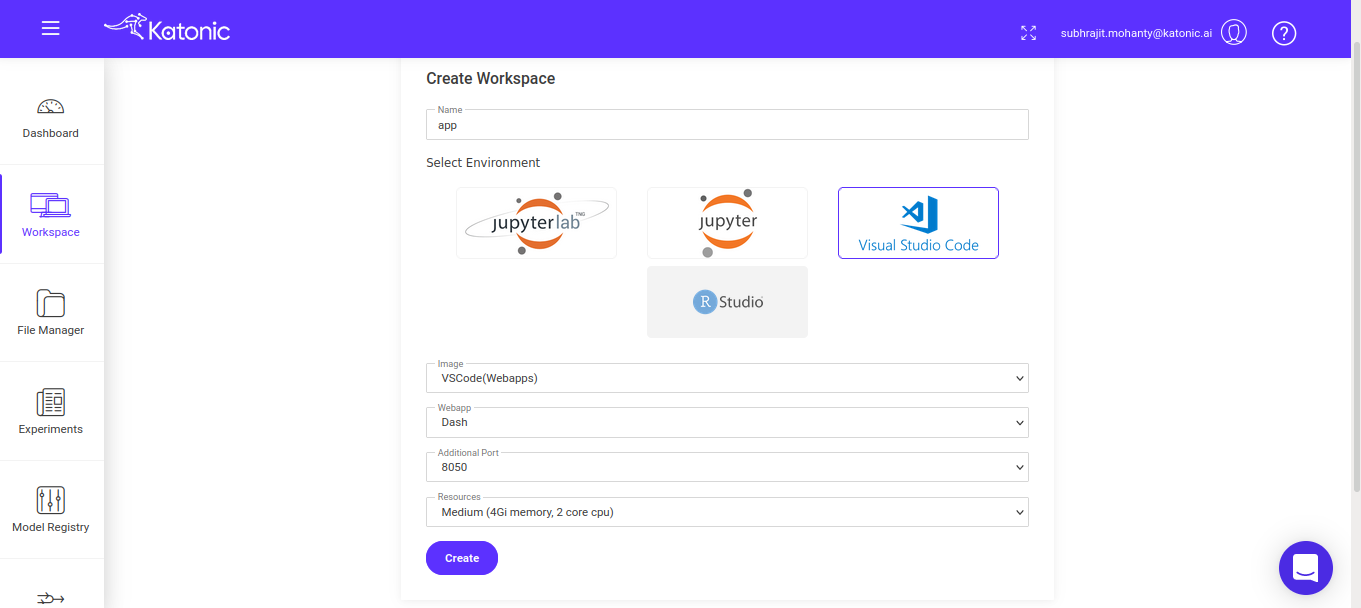 Katonic
subhrajit.mohanty@katonic.ai
?
Dashboard
Workspace
File Manager
Experiments
Model Registry
Create Workspace
Name
app
Select Environment
jupyterlab TNG
jupyter
Visual Studio Code
R Studio
Image
VSCode(Webapps)
Webapp
Dash
Additional Port
8050
Resources
Medium (4Gi memory, 2 core cpu)
Create